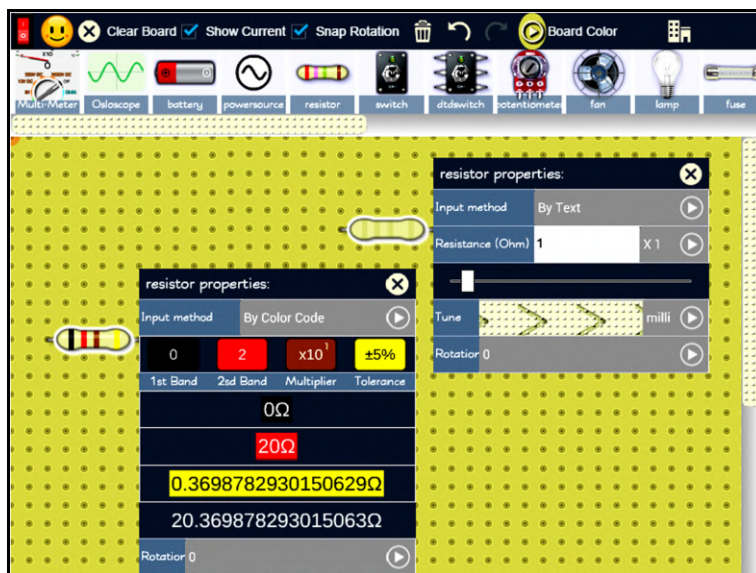 Clear Board Show Current Snap Rotation Board Color
Multi-Meter Osloscope battery powersource resistor switch dtdswitch potentiometer fan lamp fuse
resistor properties:
Input method By Text
Resistance (Ohm) 1 X 1
Tune milli
Rotation 0
resistor properties:
Input method By Color Code
0 2 x10¹ ±5%
1st Band 2sd Band Multiplier Tolerance
0Ω
20Ω
0.3698782930150629Ω
20.369878293015063Ω
Rotation 0